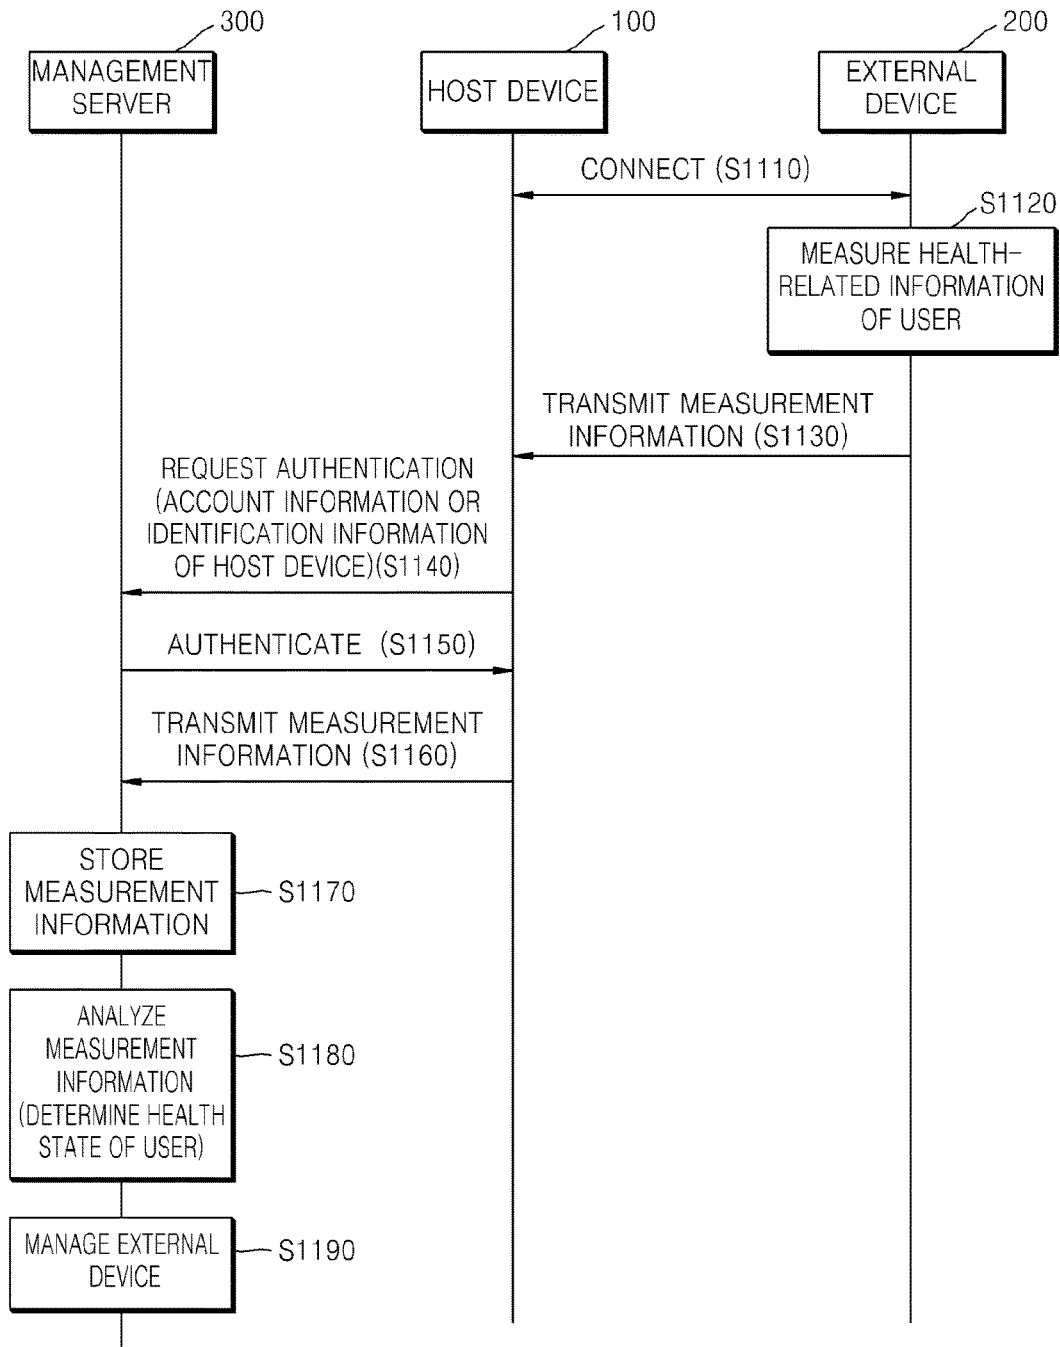 300
100
200
MANAGEMENT
SERVER
HOST DEVICE
EXTERNAL
DEVICE
CONNECT (S1110)
S1120
MEASURE HEALTH-
RELATED INFORMATION
OF USER
TRANSMIT MEASUREMENT
INFORMATION (S1130)
REQUEST AUTHENTICATION
(ACCOUNT INFORMATION OR
IDENTIFICATION INFORMATION
OF HOST DEVICE)(S1140)
AUTHENTICATE (S1150)
TRANSMIT MEASUREMENT
INFORMATION (S1160)
STORE
MEASUREMENT
INFORMATION
S1170
ANALYZE
MEASUREMENT
INFORMATION
(DETERMINE HEALTH
STATE OF USER)
S1180
MANAGE EXTERNAL
DEVICE
S1190